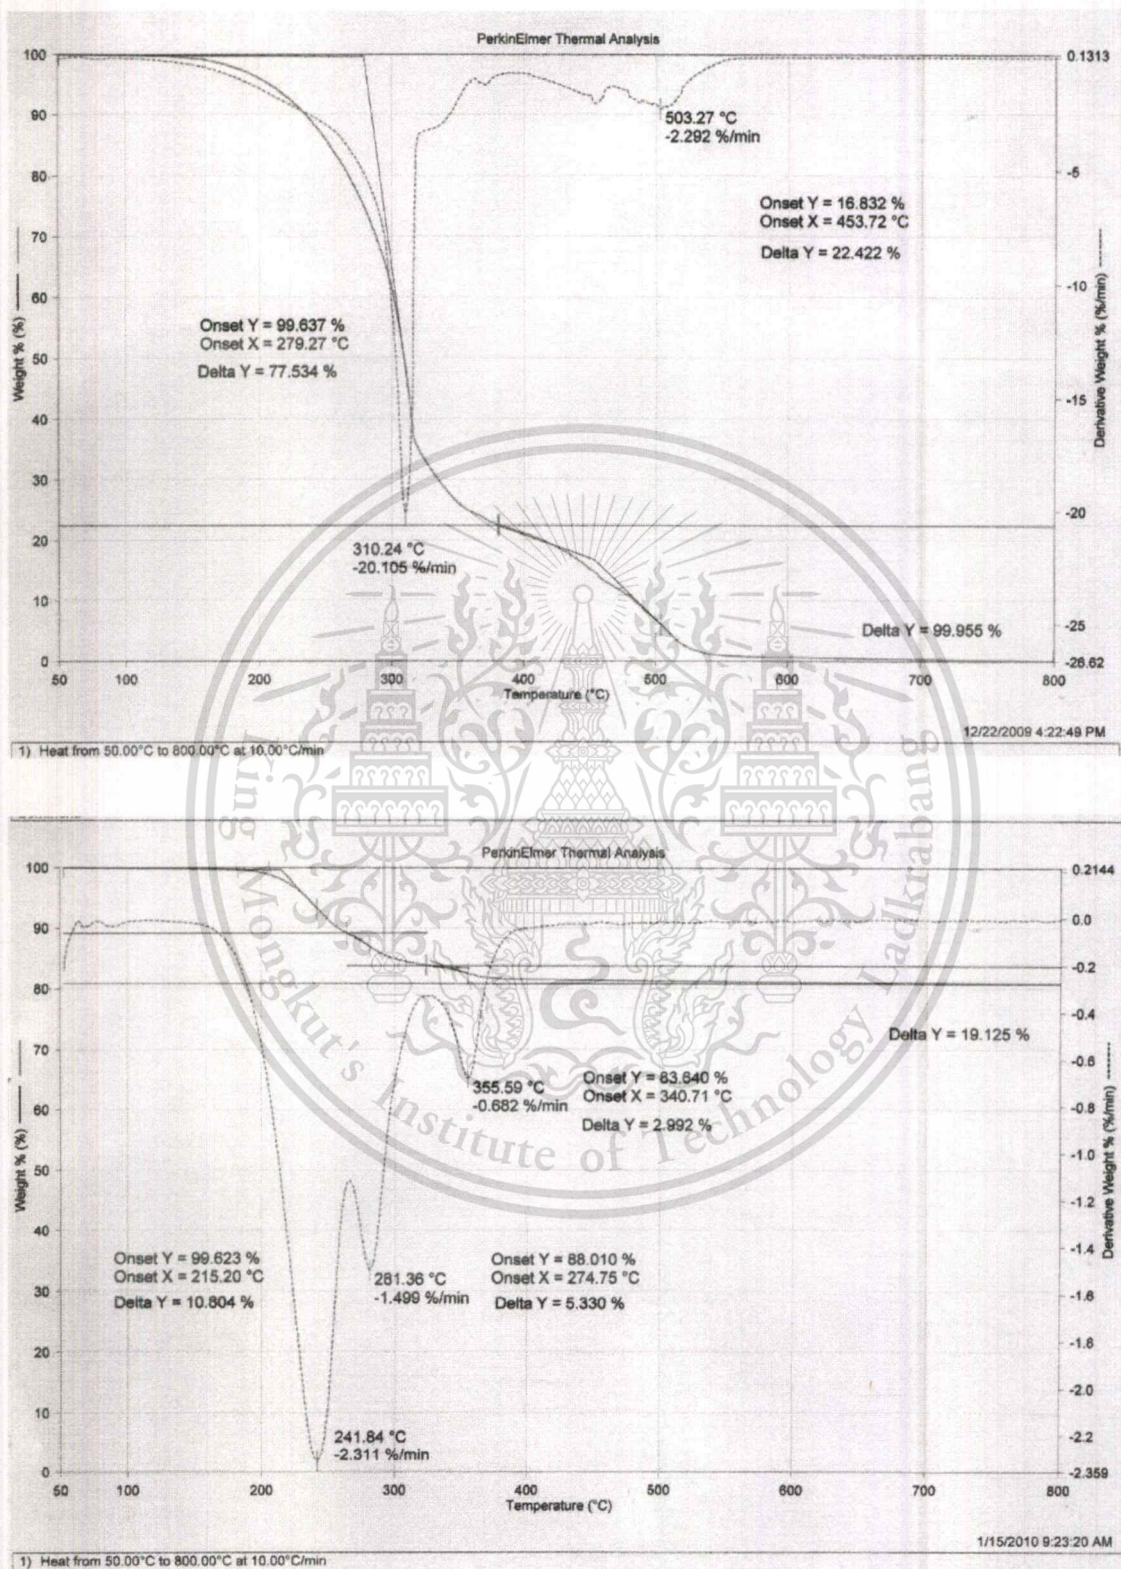 PerkinElmer Thermal Analysis
100
90
80
70
60
50
40
30
20
10
0
Weight % (%)
0.1313
-5
-10
-15
-20
-25
-26.62
Derivative Weight % (%/min)
503.27 °C
-2.292 %/min
Onset Y = 16.832 %
Onset X = 453.72 °C
Delta Y = 22.422 %
Onset Y = 99.637 %
Onset X = 279.27 °C
Delta Y = 77.534 %
310.24 °C
-20.105 %/min
Delta Y = 99.955 %
50 100 200 300 400 500 600 700 800
Temperature (°C)
12/22/2009 4:22:49 PM
1) Heat from 50.00°C to 800.00°C at 10.00°C/min
King Mongkut's Institute of Technology Ladkrabang
PerkinElmer Thermal Analysis
100
90
80
70
60
50
40
30
20
10
0
Weight % (%)
0.2144
0.0
-0.2
-0.4
-0.6
-0.8
-1.0
-1.2
-1.4
-1.6
-1.8
-2.0
-2.2
-2.359
Derivative Weight % (%/min)
Delta Y = 19.125 %
355.59 °C
-0.682 %/min
Onset Y = 83.640 %
Onset X = 340.71 °C
Delta Y = 2.992 %
Onset Y = 99.623 %
Onset X = 215.20 °C
Delta Y = 10.804 %
281.36 °C
-1.499 %/min
Onset Y = 88.010 %
Onset X = 274.75 °C
Delta Y = 5.330 %
241.84 °C
-2.311 %/min
50 100 200 300 400 500 600 700 800
Temperature (°C)
1/15/2010 9:23:20 AM
1) Heat from 50.00°C to 800.00°C at 10.00°C/min